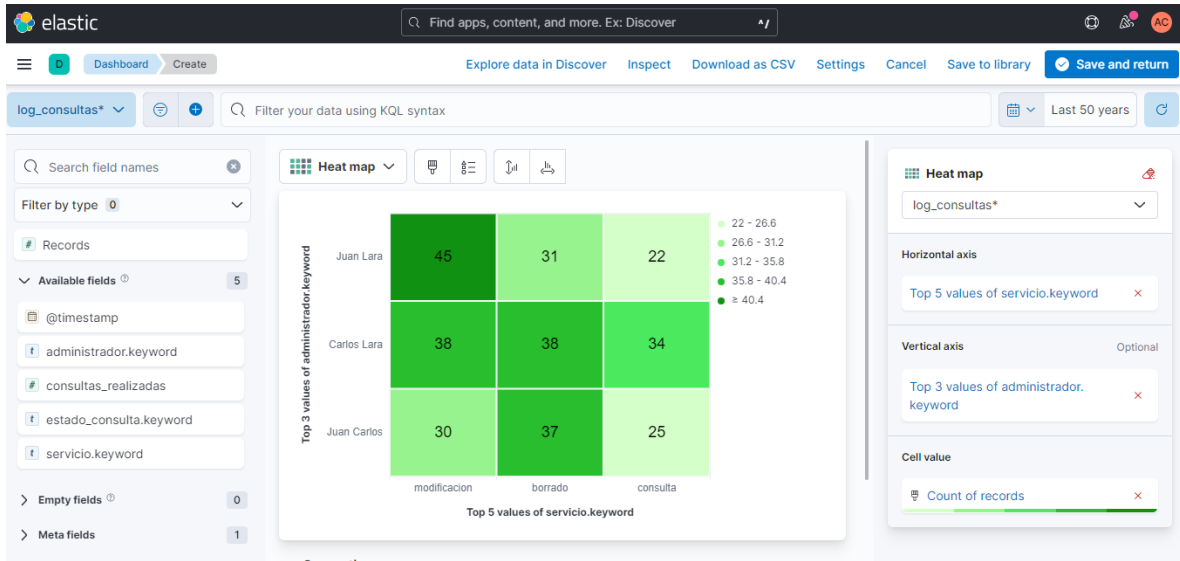 elastic
Find apps, content, and more. Ex: Discover
^/
AC
D
Dashboard
Create
Explore data in Discover
Inspect
Download as CSV
Settings
Cancel
Save to library
Save and return
log_consultas*
Filter your data using KQL syntax
Last 50 years
Search field names
Filter by type 0
Records
Available fields
5
@timestamp
administrador.keyword
consultas_realizadas
estado_consulta.keyword
servicio.keyword
Empty fields
0
Meta fields
1
Heat map
Top 3 values of administrador.keyword
Juan Lara
45
31
22
Carlos Lara
38
38
34
Juan Carlos
30
37
25
modificacion
borrado
consulta
Top 5 values of servicio.keyword
22 - 26.6
26.6 - 31.2
31.2 - 35.8
35.8 - 40.4
≥ 40.4
Heat map
log_consultas*
Horizontal axis
Top 5 values of servicio.keyword
Vertical axis
Optional
Top 3 values of administrador.
keyword
Cell value
Count of records